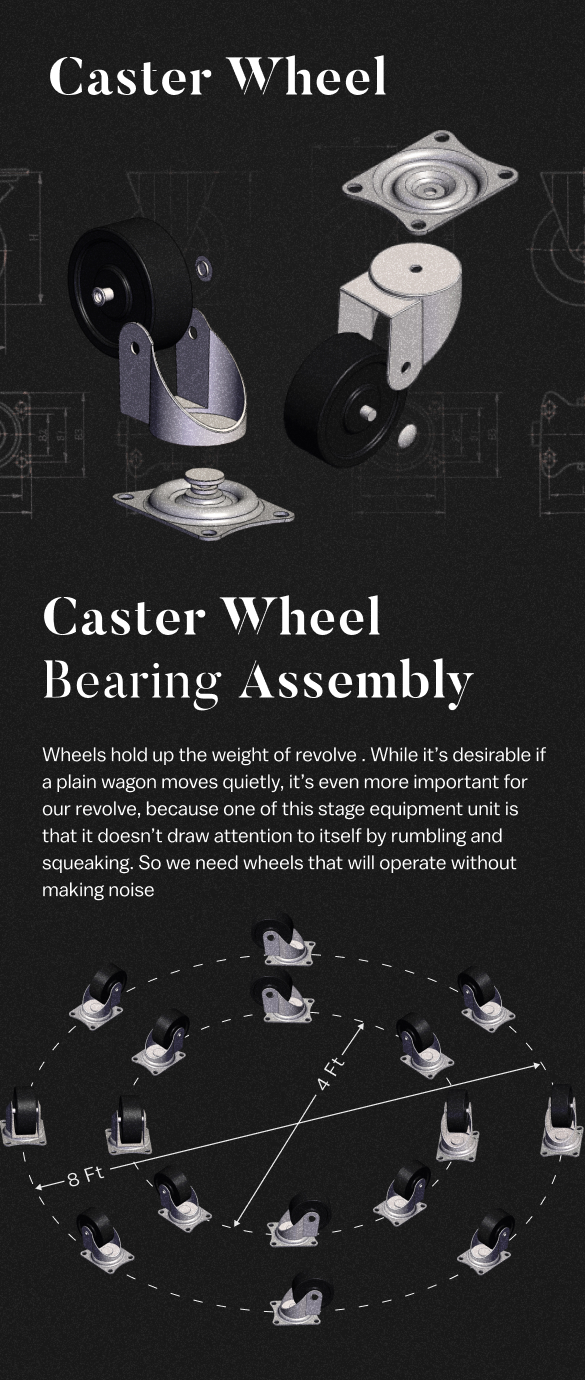 Caster Wheel
Caster Wheel
Bearing Assembly
Wheels hold up the weight of revolve . While it’s desirable if
a plain wagon moves quietly, it’s even more important for
our revolve, because one of this stage equipment unit is
that it doesn’t draw attention to itself by rumbling and
squeaking. So we need wheels that will operate without
making noise
4 Ft
8 Ft